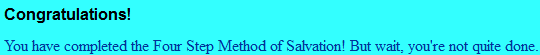 Congratulations!
You have completed the Four Step Method of Salvation! But wait, you're not quite done.